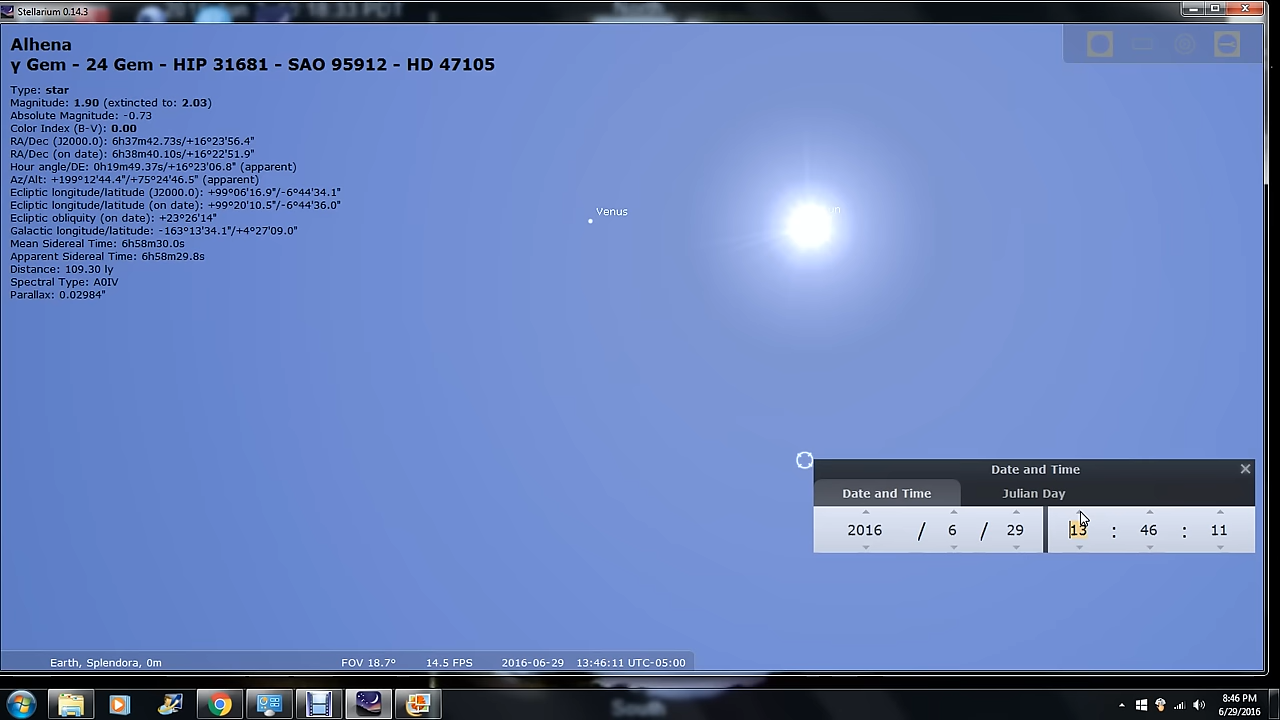 Stellarium 0.14.3
Alhena
γ Gem - 24 Gem - HIP 31681 - SAO 95912 - HD 47105
Type: star
Magnitude: 1.90 (extincted to: 2.03)
Absolute Magnitude: -0.73
Color Index (B-V): 0.00
RA/Dec (J2000.0): 6h37m42.73s/+16°23'56.4"
RA/Dec (on date): 6h38m40.10s/+16°22'51.9"
Hour angle/DE: 0h19m49.37s/+16°23'06.8" (apparent)
Az/Alt: +199°12'44.4"/+75°24'46.5" (apparent)
Ecliptic longitude/latitude (J2000.0): +99°06'16.9"/-6°44'34.1"
Ecliptic longitude/latitude (on date): +99°20'10.5"/-6°44'36.0"
Ecliptic obliquity (on date): +23°26'14"
Galactic longitude/latitude: -163°13'34.1"/+4°27'09.0"
Mean Sidereal Time: 6h58m30.0s
Apparent Sidereal Time: 6h58m29.8s
Distance: 109.30 ly
Spectral Type: A0IV
Parallax: 0.02984"
Venus
Date and Time
Date and Time Julian Day
2016 / 6 / 29 13 : 46 : 11
Earth, Splendora, 0m FOV 18.7° 14.5 FPS 2016-06-29 13:46:11 UTC-05:00
8:46 PM
6/29/2016
South